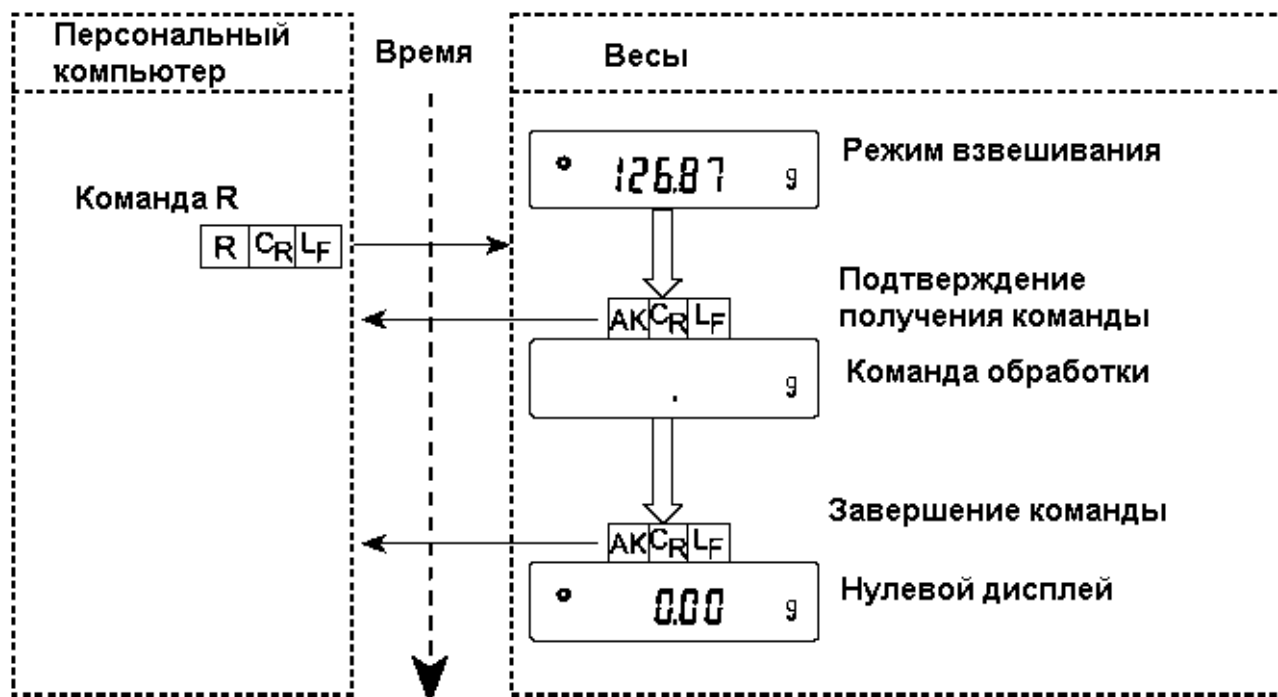 Персональный
компьютер
Время
Весы
126.87 g
Режим взвешивания
Команда R
R CR LF
Подтверждение
получения команды
AK CR LF
. g
Команда обработки
Завершение команды
AK CR LF
0.00 g
Нулевой дисплей